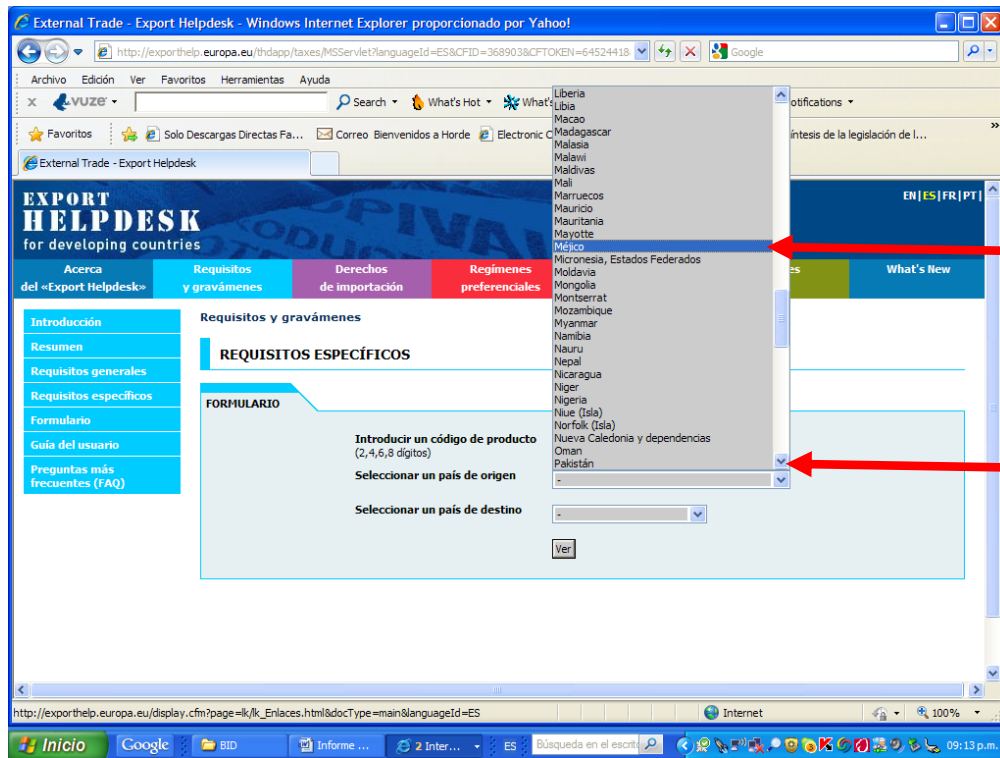 External Trade - Export Helpdesk - Windows Internet Explorer proporcionado por Yahoo!
http://exporthelp.europa.eu/thdapp/taxes/MSServlet?languageId=ES&CFID=368903&CFTOKEN=64524418
Google
Archivo Edición Ver Favoritos Herramientas Ayuda
x vuze Search What's Hot What's otifications
Favoritos Solo Descargas Directas Fa... Correo Bienvenidos a Horde Electronic C íntesis de la legislación de l... »
External Trade - Export Helpdesk
EXPORT
HELPDESK
for developing countries
EN|ES|FR|PT|
Acerca
del «Export Helpdesk»
Requisitos
y gravámenes
Derechos
de importación
Regímenes
preferenciales
es
What's New
Introducción
Resumen
Requisitos generales
Requisitos específicos
Formulario
Guía del usuario
Preguntas más
frecuentes (FAQ)
Requisitos y gravámenes
REQUISITOS ESPECÍFICOS
FORMULARIO
Introducir un código de producto
(2,4,6,8 dígitos)
Seleccionar un país de origen
-
Seleccionar un país de destino
-
Ver
Liberia
Libia
Macao
Madagascar
Malasia
Malawi
Maldivas
Mali
Marruecos
Mauricio
Mauritania
Mayotte
Méjico
Micronesia, Estados Federados
Moldavia
Mongolia
Montserrat
Mozambique
Myanmar
Namibia
Nauru
Nepal
Nicaragua
Niger
Nigeria
Niue (Isla)
Norfolk (Isla)
Nueva Caledonia y dependencias
Oman
Pakistán
http://exporthelp.europa.eu/display.cfm?page=lk/lk_Enlaces.html&docType=main&languageId=ES
Internet
100%
Inicio Google BID Informe ... 2 Inter... ES Búsqueda en el escrito 09:13 p.m.